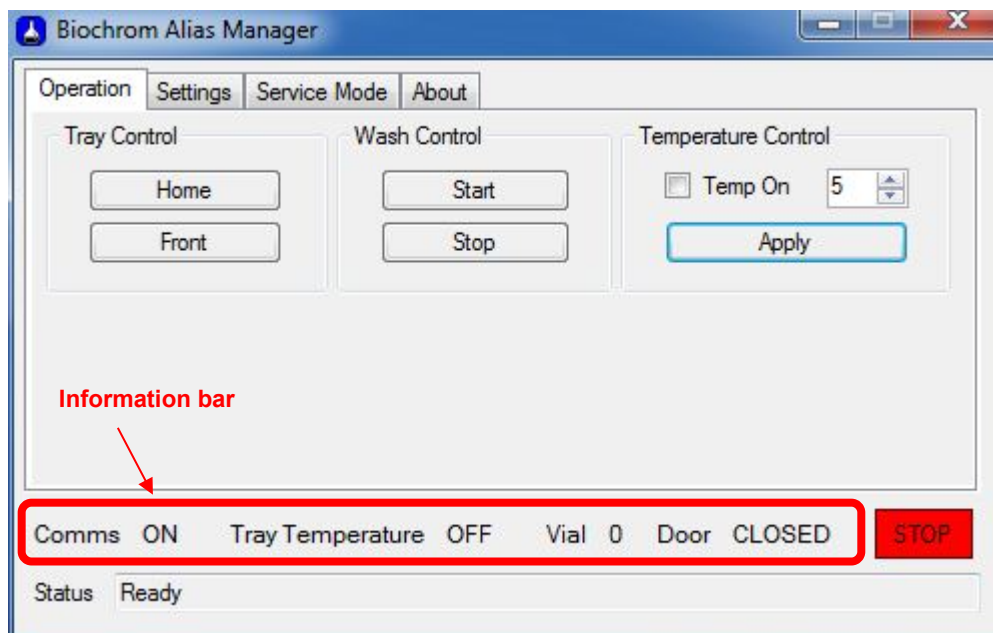 Biochrom Alias Manager
Operation Settings Service Mode About
Tray Control Wash Control Temperature Control
Home Start Temp On 5
Front Stop Apply
Information bar
Comms ON Tray Temperature OFF Vial 0 Door CLOSED STOP
Status Ready